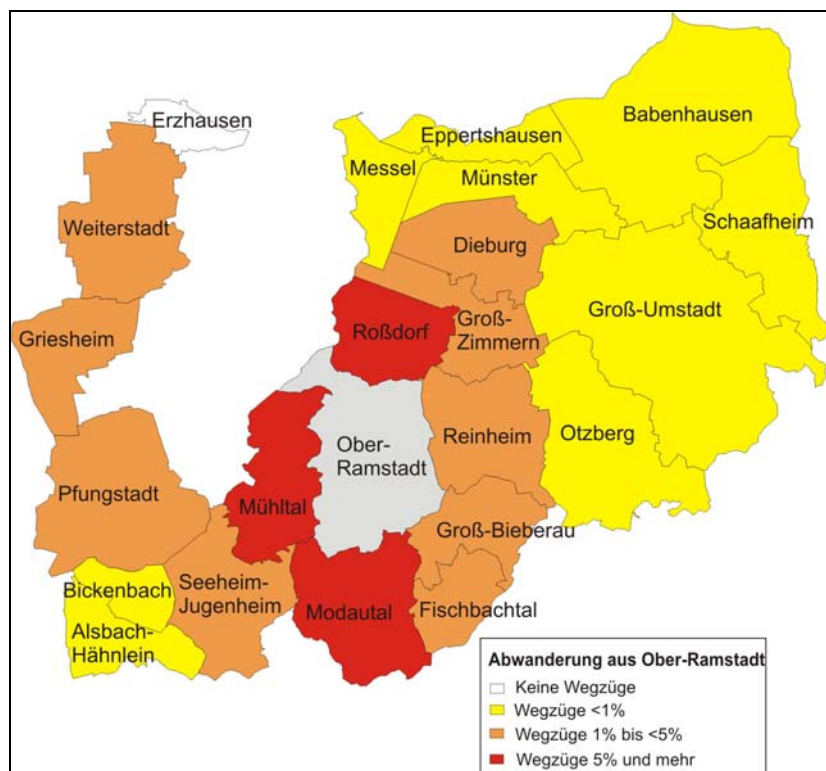 Erzhausen
Babenhausen
Eppertshausen
Messel
Münster
Schaafheim
Weiterstadt
Dieburg
Groß-Umstadt
Roßdorf
Groß-
Zimmern
Griesheim
Otzberg
Reinheim
Ober-
Ramstadt
Pfungstadt
Mühltal
Groß-Bieberau
Bickenbach
Seeheim-
Jugenheim
Modautal
Fischbachtal
Alsbach-
Hähnlein
Abwanderung aus Ober-Ramstadt
Keine Wegzüge
Wegzüge <1%
Wegzüge 1% bis <5%
Wegzüge 5% und mehr